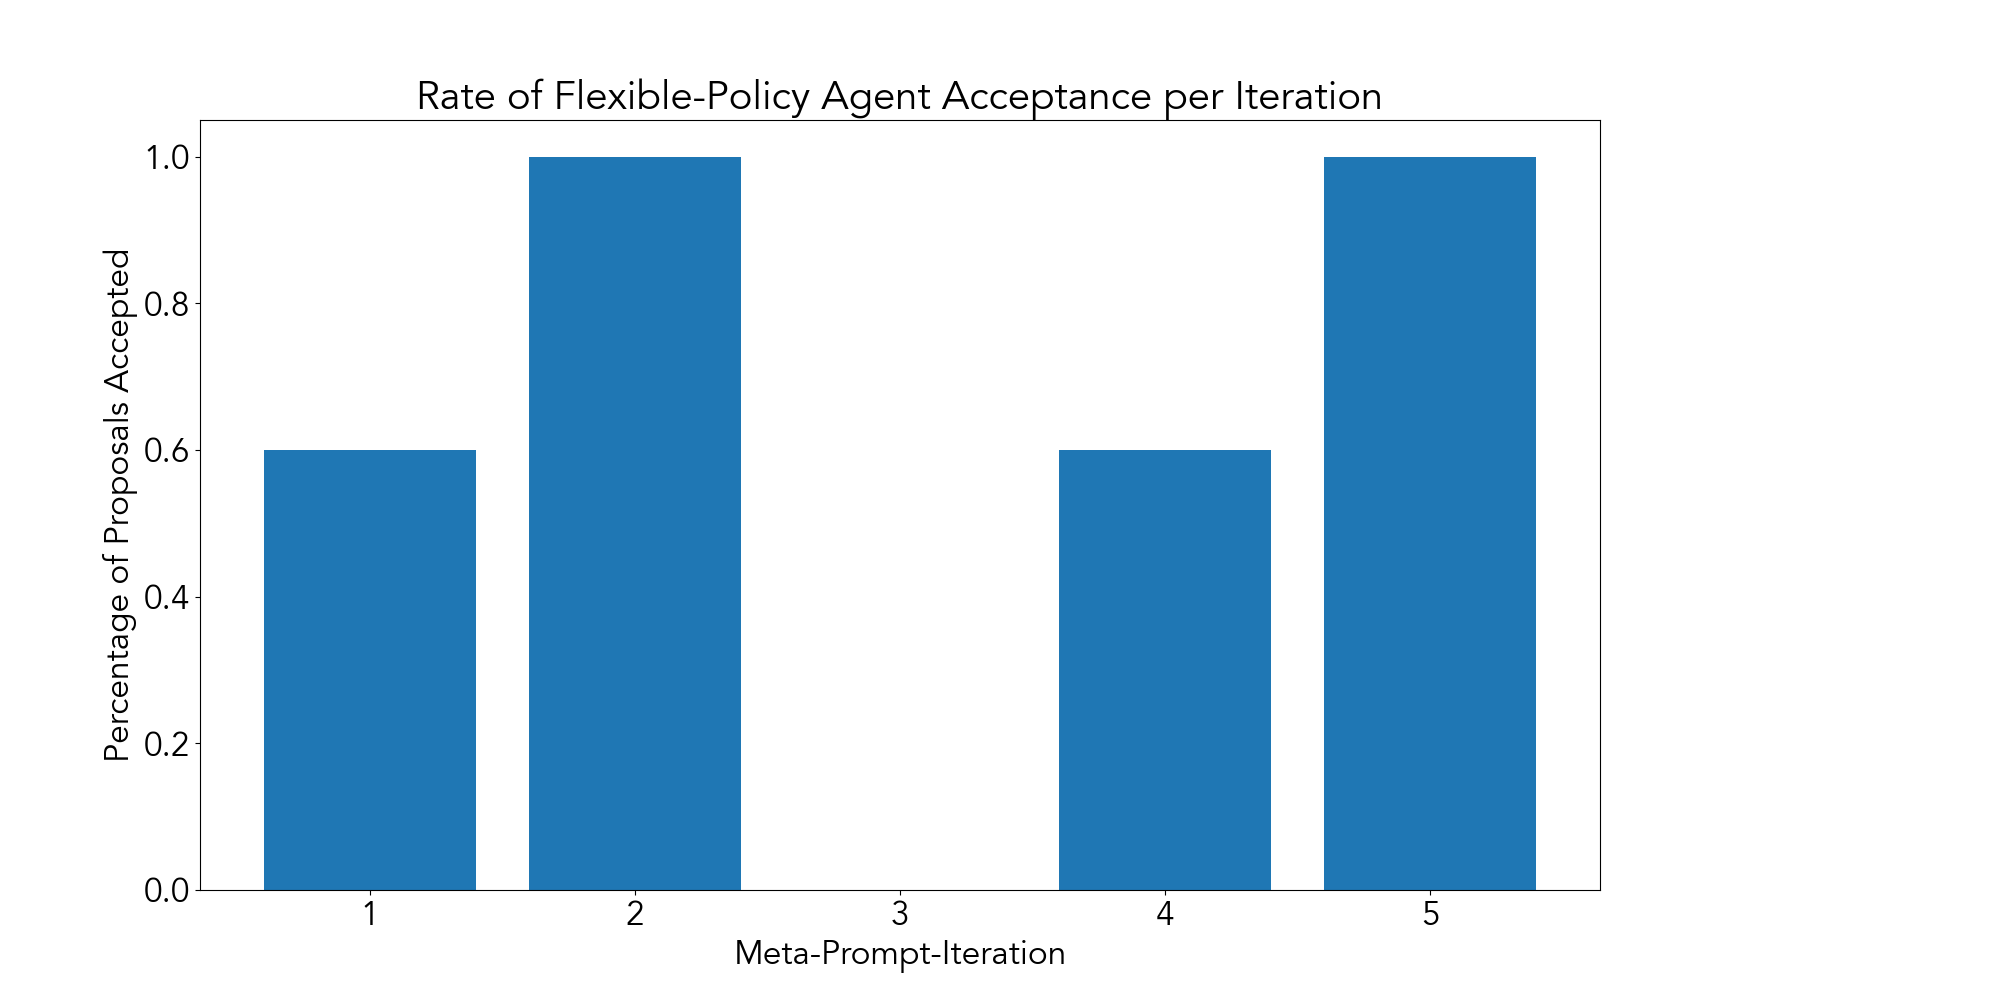 Rate of Flexible-Policy Agent Acceptance per Iteration
Percentage of Proposals Accepted
1.0
0.8
0.6
0.4
0.2
0.0
1 2 3 4 5
Meta-Prompt-Iteration